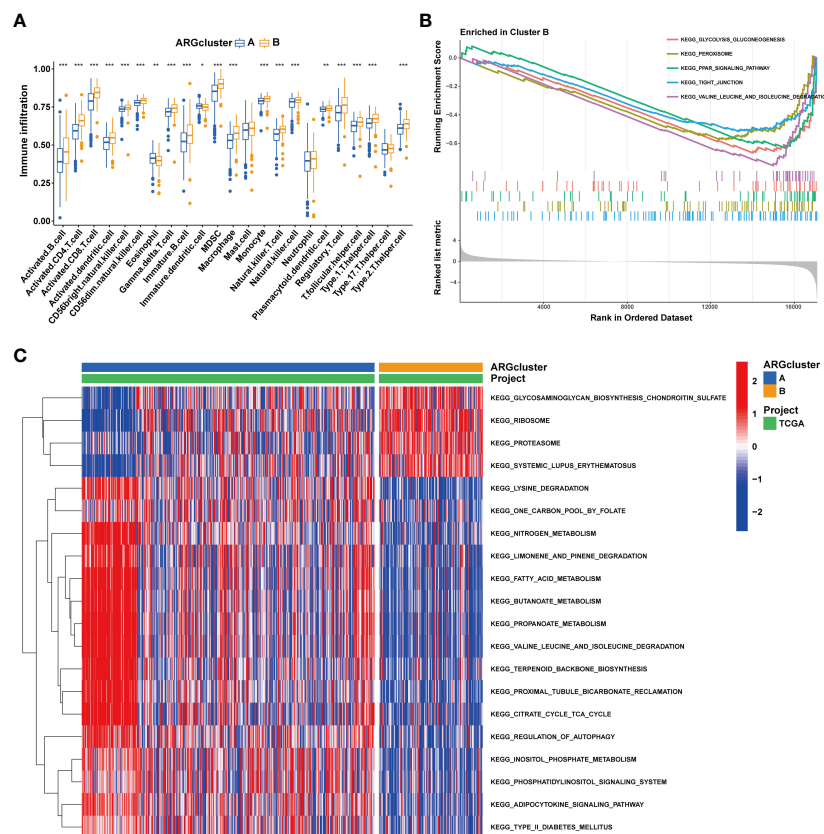 A
ARGcluster A B
*** *** *** *** *** *** ** *** *** * *** *** *** *** *** ** *** *** *** ***
1.00
0.75
0.50
0.25
0.00
Immune infiltration
Activated.B.cell
Activated.CD4.T.cell
Activated.CD8.T.cell
Activated.dendritic.cell
CD56bright.natural.killer.cell
CD56dim.natural.killer.cell
Eosinophil
Gamma.delta.T.cell
Immature.B.cell
Immature.dendritic.cell
MDSC
Macrophage
Mast.cell
Monocyte
Natural.killer.T.cell
Natural.killer.cell
Neutrophil
Plasmacytoid.dendritic.cell
Regulatory.T.cell
T.follicular.helper.cell
Type.1.T.helper.cell
Type.17.T.helper.cell
Type.2.T.helper.cell
B
Enriched in Cluster B
KEGG_GLYCOLYSIS_GLUCONEOGENESIS
KEGG_PEROXISOME
KEGG_PPAR_SIGNALING_PATHWAY
KEGG_TIGHT_JUNCTION
KEGG_VALINE_LEUCINE_AND_ISOLEUCINE_DEGRADATIO
Running Enrichment Score
0.0
−0.2
−0.4
−0.6
Ranked list metric
4
0
−4
4000 8000 12000 16000
Rank in Ordered Dataset
C
ARGcluster
Project
KEGG_GLYCOSAMINOGLYCAN_BIOSYNTHESIS_CHONDROITIN_SULFATE
KEGG_RIBOSOME
KEGG_PROTEASOME
KEGG_SYSTEMIC_LUPUS_ERYTHEMATOSUS
KEGG_LYSINE_DEGRADATION
KEGG_ONE_CARBON_POOL_BY_FOLATE
KEGG_NITROGEN_METABOLISM
KEGG_LIMONENE_AND_PINENE_DEGRADATION
KEGG_FATTY_ACID_METABOLISM
KEGG_BUTANOATE_METABOLISM
KEGG_PROPANOATE_METABOLISM
KEGG_VALINE_LEUCINE_AND_ISOLEUCINE_DEGRADATION
KEGG_TERPENOID_BACKBONE_BIOSYNTHESIS
KEGG_PROXIMAL_TUBULE_BICARBONATE_RECLAMATION
KEGG_CITRATE_CYCLE_TCA_CYCLE
KEGG_REGULATION_OF_AUTOPHAGY
KEGG_INOSITOL_PHOSPHATE_METABOLISM
KEGG_PHOSPHATIDYLINOSITOL_SIGNALING_SYSTEM
KEGG_ADIPOCYTOKINE_SIGNALING_PATHWAY
KEGG_TYPE_II_DIABETES_MELLITUS
2
1
0
−1
−2
ARGcluster
A
B
Project
TCGA